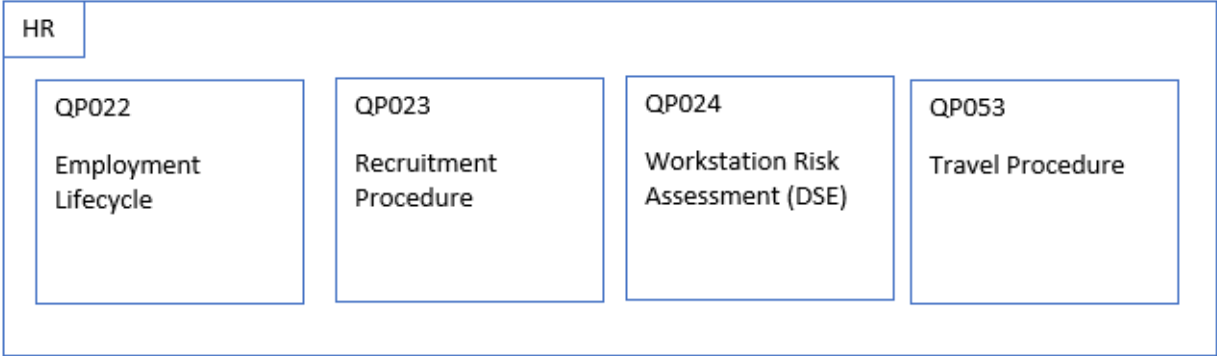 HR
QP022
Employment
Lifecycle
QP023
Recruitment
Procedure
QP024
Workstation Risk
Assessment (DSE)
QP053
Travel Procedure